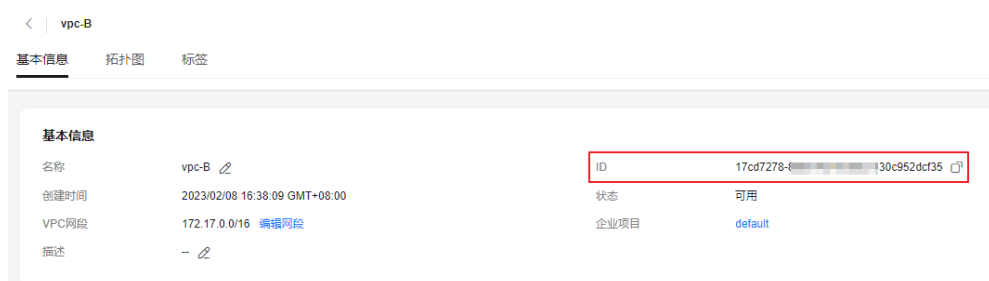 vpc-B
基本信息 拓扑图 标签
基本信息
名称 vpc-B ID 17cd7278- 30c952dcf35
创建时间 2023/02/08 16:38:09 GMT+08:00 状态 可用
VPC网段 172.17.0.0/16 编辑网段 企业项目 default
描述 --